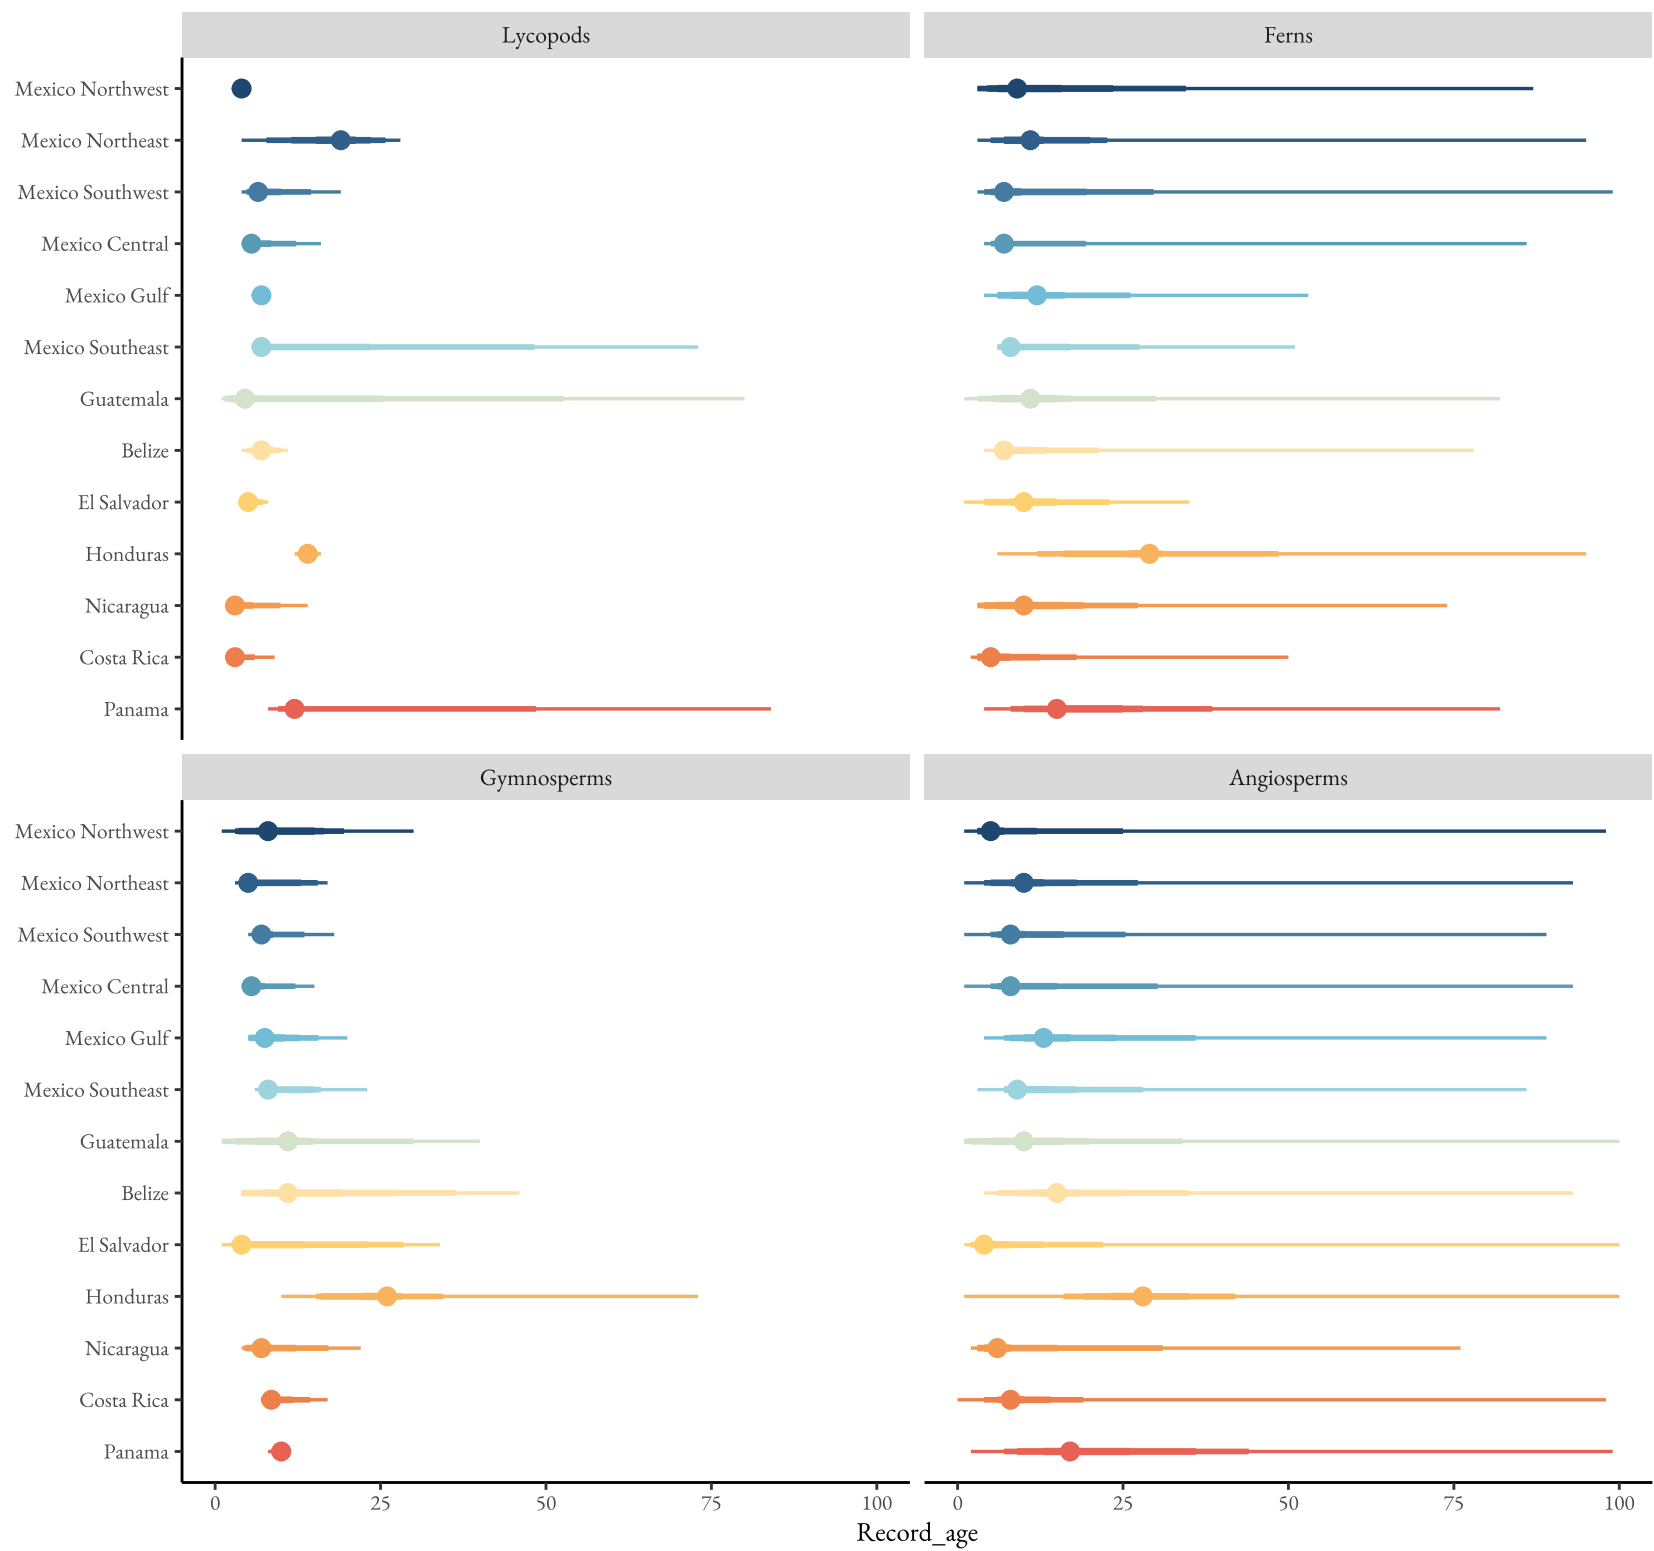 Lycopods Ferns
Mexico Northwest
Mexico Northeast
Mexico Southwest
Mexico Central
Mexico Gulf
Mexico Southeast
Guatemala
Belize
El Salvador
Honduras
Nicaragua
Costa Rica
Panama
Gymnosperms Angiosperms
Mexico Northwest
Mexico Northeast
Mexico Southwest
Mexico Central
Mexico Gulf
Mexico Southeast
Guatemala
Belize
El Salvador
Honduras
Nicaragua
Costa Rica
Panama
0 25 50 75 100 0 25 50 75 100
Record_age